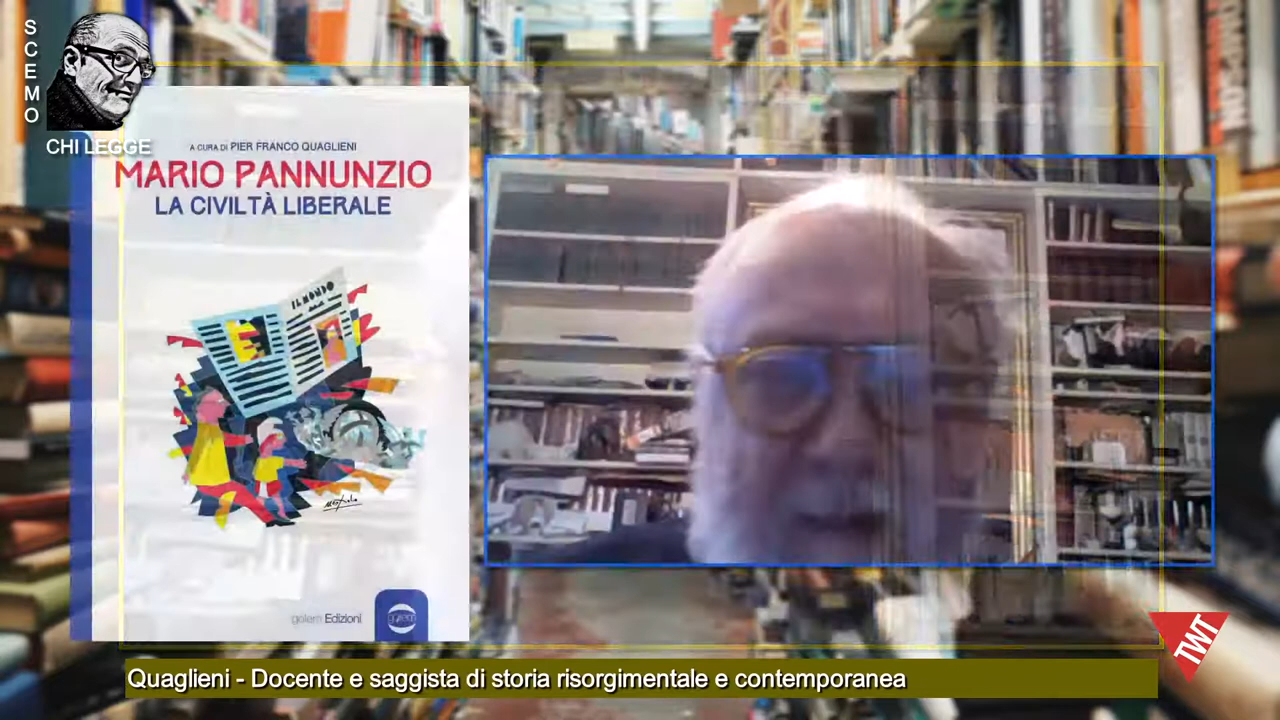 SCEMO
CHI LEGGE
A CURA DI PIER FRANCO QUAGLIENI
MARIO PANNUNZIO
LA CIVILTÀ LIBERALE
IL MONDO
golem Edizioni
TWT
Quaglieni - Docente e saggista di storia risorgimentale e contemporanea